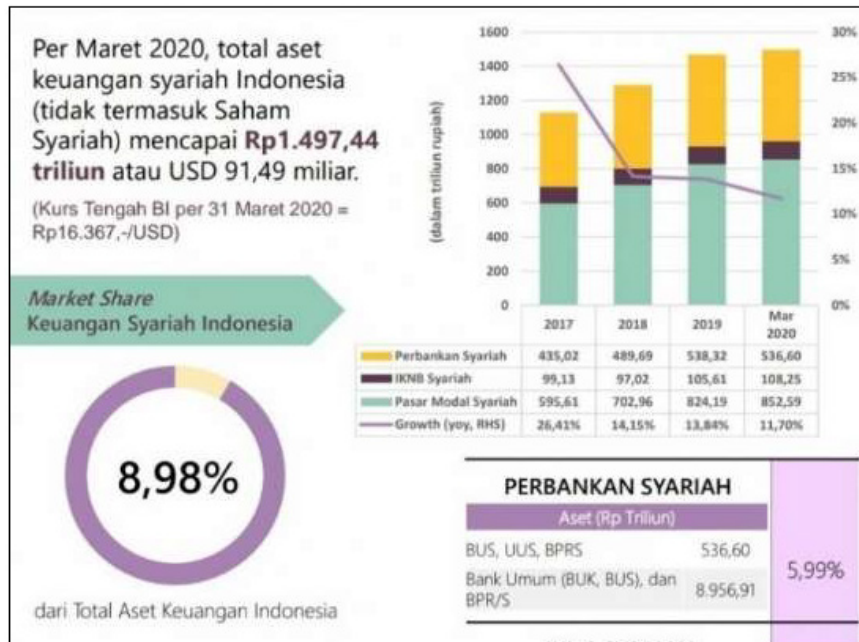 Per Maret 2020, total aset
keuangan syariah Indonesia
(tidak termasuk Saham
Syariah) mencapai Rp1.497,44
triliun atau USD 91,49 miliar.
(Kurs Tengah BI per 31 Maret 2020 =
Rp16.367,-/USD)
Market Share
Keuangan Syariah Indonesia
8,98%
dari Total Aset Keuangan Indonesia
(dalam triliun rupiah)
1600
1400
1200
1000
800
600
400
200
0
30%
25%
20%
15%
10%
5%
0%
2017 2018 2019 Mar 2020
Perbankan Syariah 435,02 489,69 538,32 536,60
IKNB Syariah 99,13 97,02 105,61 108,25
Pasar Modal Syariah 595,61 702,96 824,19 852,59
Growth (yoy, RHS) 26,41% 14,15% 13,84% 11,70%
PERBANKAN SYARIAH
Aset (Rp Triliun)
BUS, UUS, BPRS 536,60
Bank Umum (BUK, BUS), dan
BPR/S 8.956,91
5,99%